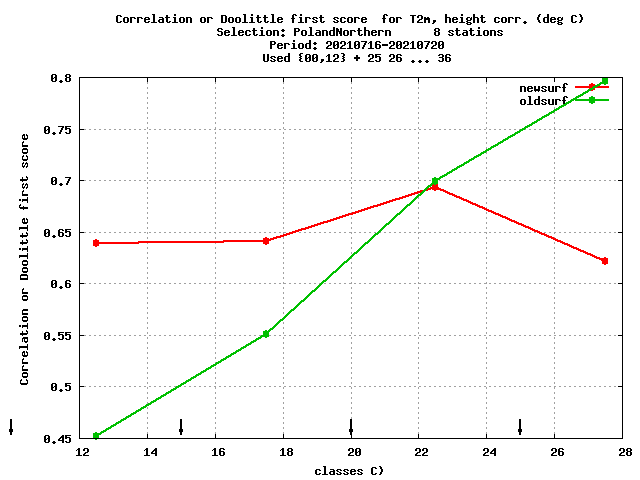 Correlation or Doolittle first score  for T2m, height corr. (deg C)
Selection: PolandNorthern      8 stations
Period: 20210716-20210720
Used {00,12} + 25 26 ... 36
newsurf
oldsurf
0.8
0.75
0.7
0.65
0.6
0.55
0.5
0.45
Correlation or Doolittle first score
12 14 16 18 20 22 24 26 28
classes C)